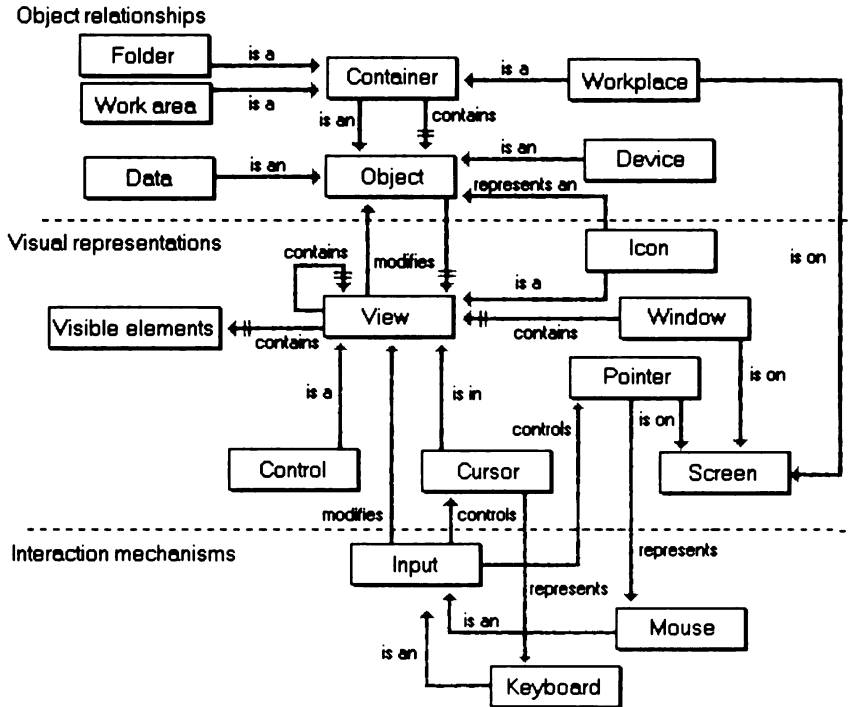 Object relationships
Folder
is a
Container
is a
Workplace
Work area
is a
is an
contains
Data
is an
Object
is an
Device
represents an
Visual representations
contains
modifies
Icon
is on
is a
Visible elements
contains
View
contains
Window
is a
is in
Pointer
is on
controls
is on
Control
Cursor
Screen
modifies
controls
Interaction mechanisms
Input
represents
represents
is an
Mouse
is an
Keyboard